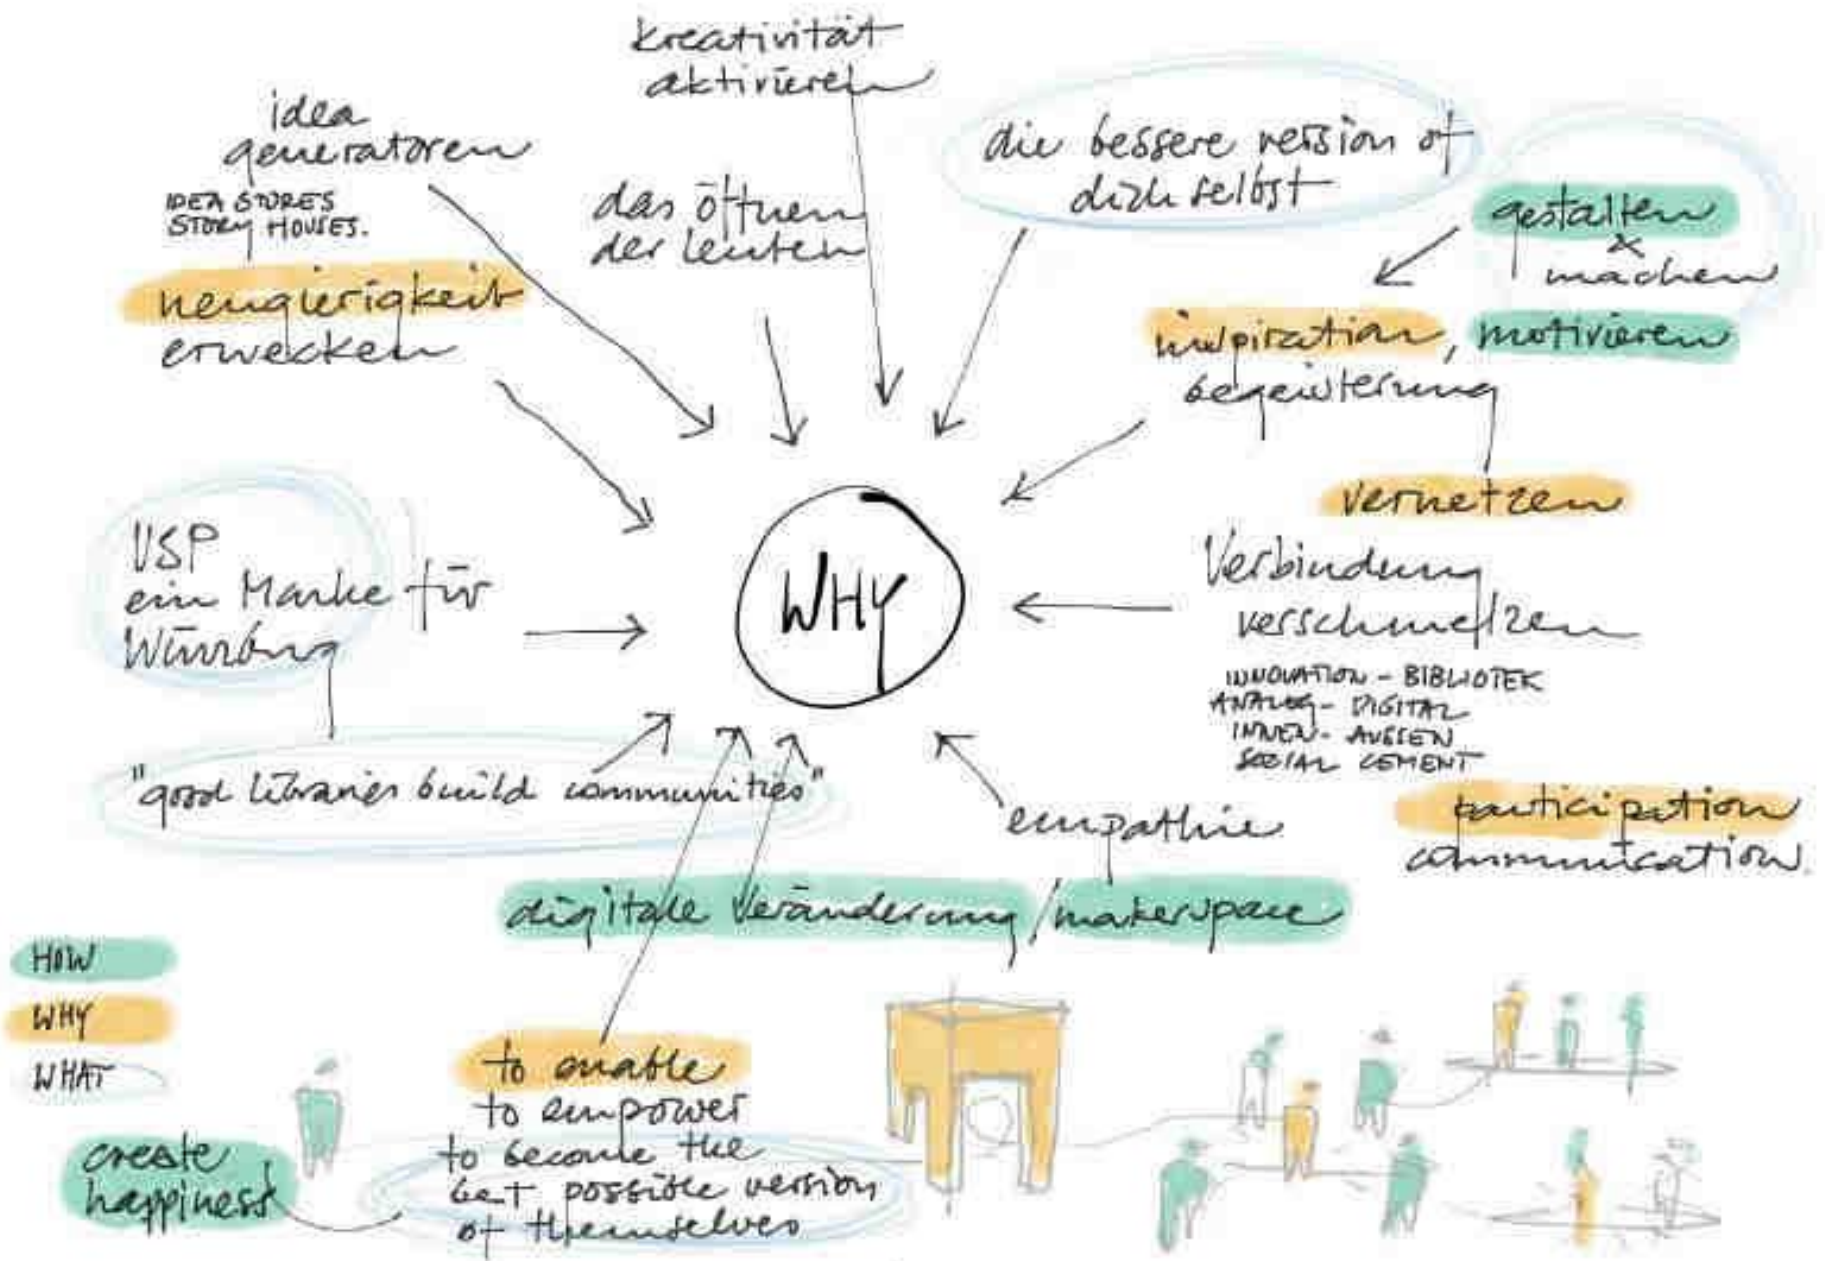 kreativität
aktivieren
idea
generatoren
IDEA STORES
STORY HOUSES.
neugierigkeit
erwecken
das öffnen
der leuten
die bessere version of
dich selbst
gestalten
&
machen
inspiration, motivieren
begeisterung
vernetzen
USP
ein Marke für
Würzburg
WHY
Verbindung
verschmelzen
INNOVATION - BIBLIOTEK
ANALOG - DIGITAL
INNEN - AUSSEN
SOCIAL CEMENT
"good libraries build communities"
empathie
participation
communication.
digitale Veränderung / makerspace
HOW
WHY
WHAT
create
happiness
to enable
to empower
to become the
best possible version
of themselves